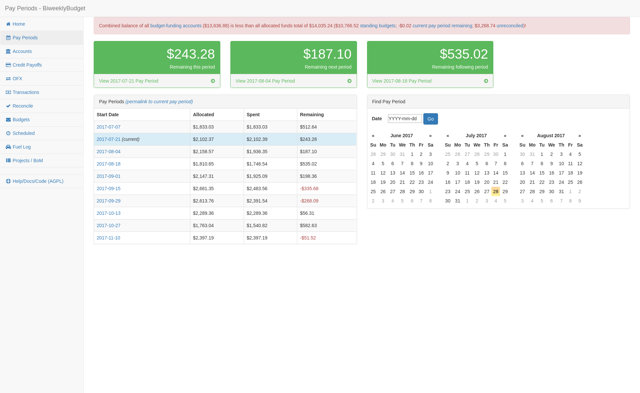 Pay Periods - BiweeklyBudget
Home
Pay Periods
Accounts
Credit Payoffs
OFX
Transactions
Reconcile
Budgets
Scheduled
Fuel Log
Projects / BoM
Help/Docs/Code (AGPL)
Combined balance of all budget-funding accounts ($13,636.88) is less than all allocated funds total of $14,035.24 ($10,766.52 standing budgets; -$0.02 current pay period remaining; $3,268.74 unreconciled)!
$243.28
Remaining this period
View 2017-07-21 Pay Period
$187.10
Remaining next period
View 2017-08-04 Pay Period
$535.02
Remaining following period
View 2017-08-18 Pay Period
Pay Periods (permalink to current pay period)
Start Date Allocated Spent Remaining
2017-07-07 $1,833.03 $1,833.03 $512.64
2017-07-21 (current) $2,102.37 $2,102.39 $243.28
2017-08-04 $2,158.57 $1,936.35 $187.10
2017-08-18 $1,810.65 $1,746.54 $535.02
2017-09-01 $2,147.31 $1,925.09 $198.36
2017-09-15 $2,681.35 $2,483.56 -$335.68
2017-09-29 $2,613.76 $2,391.54 -$268.09
2017-10-13 $2,289.36 $2,289.36 $56.31
2017-10-27 $1,763.04 $1,540.82 $582.63
2017-11-10 $2,397.19 $2,397.19 -$51.52
Find Pay Period
Date YYYY-mm-dd Go
« June 2017 »
Su Mo Tu We Th Fr Sa
28 29 30 31 1 2 3
4 5 6 7 8 9 10
11 12 13 14 15 16 17
18 19 20 21 22 23 24
25 26 27 28 29 30 1
2 3 4 5 6 7 8
« July 2017 »
Su Mo Tu We Th Fr Sa
25 26 27 28 29 30 1
2 3 4 5 6 7 8
9 10 11 12 13 14 15
16 17 18 19 20 21 22
23 24 25 26 27 28 29
30 31 1 2 3 4 5
« August 2017 »
Su Mo Tu We Th Fr Sa
30 31 1 2 3 4 5
6 7 8 9 10 11 12
13 14 15 16 17 18 19
20 21 22 23 24 25 26
27 28 29 30 31 1 2
3 4 5 6 7 8 9